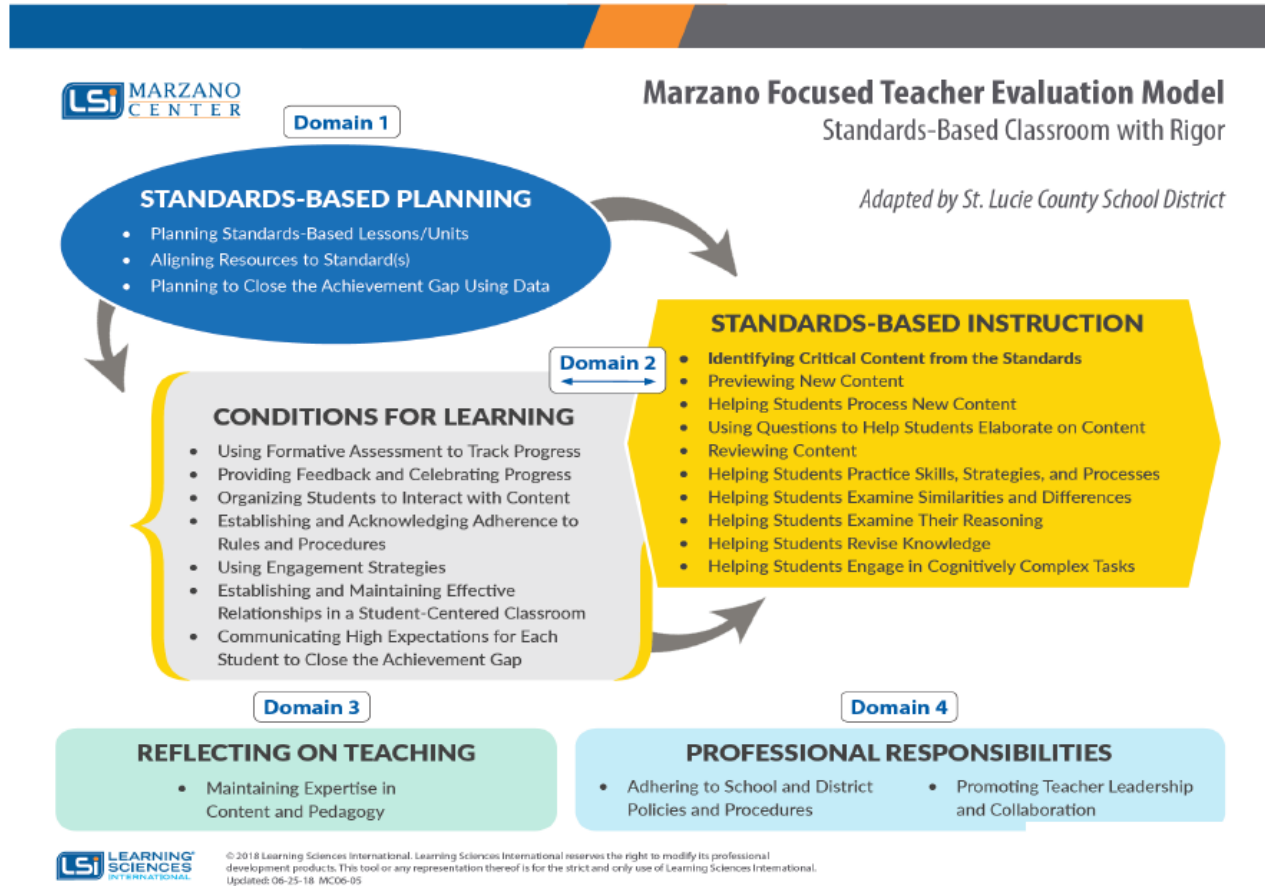 LSi MARZANO
CENTER
Marzano Focused Teacher Evaluation Model
Standards-Based Classroom with Rigor
Adapted by St. Lucie County School District
Domain 1
STANDARDS-BASED PLANNING
• Planning Standards-Based Lessons/Units
• Aligning Resources to Standard(s)
• Planning to Close the Achievement Gap Using Data
Domain 2
CONDITIONS FOR LEARNING
• Using Formative Assessment to Track Progress
• Providing Feedback and Celebrating Progress
• Organizing Students to Interact with Content
• Establishing and Acknowledging Adherence to
Rules and Procedures
• Using Engagement Strategies
• Establishing and Maintaining Effective
Relationships in a Student-Centered Classroom
• Communicating High Expectations for Each
Student to Close the Achievement Gap
STANDARDS-BASED INSTRUCTION
• Identifying Critical Content from the Standards
• Previewing New Content
• Helping Students Process New Content
• Using Questions to Help Students Elaborate on Content
• Reviewing Content
• Helping Students Practice Skills, Strategies, and Processes
• Helping Students Examine Similarities and Differences
• Helping Students Examine Their Reasoning
• Helping Students Revise Knowledge
• Helping Students Engage in Cognitively Complex Tasks
Domain 3
REFLECTING ON TEACHING
• Maintaining Expertise in
Content and Pedagogy
Domain 4
PROFESSIONAL RESPONSIBILITIES
• Adhering to School and District
Policies and Procedures
• Promoting Teacher Leadership
and Collaboration
LSi LEARNING
SCIENCES
INTERNATIONAL
© 2018 Learning Sciences International. Learning Sciences International reserves the right to modify its professional
development products. This tool or any representation thereof is for the strict and only use of Learning Sciences International.
Updated: 06-25-18 MC06-05